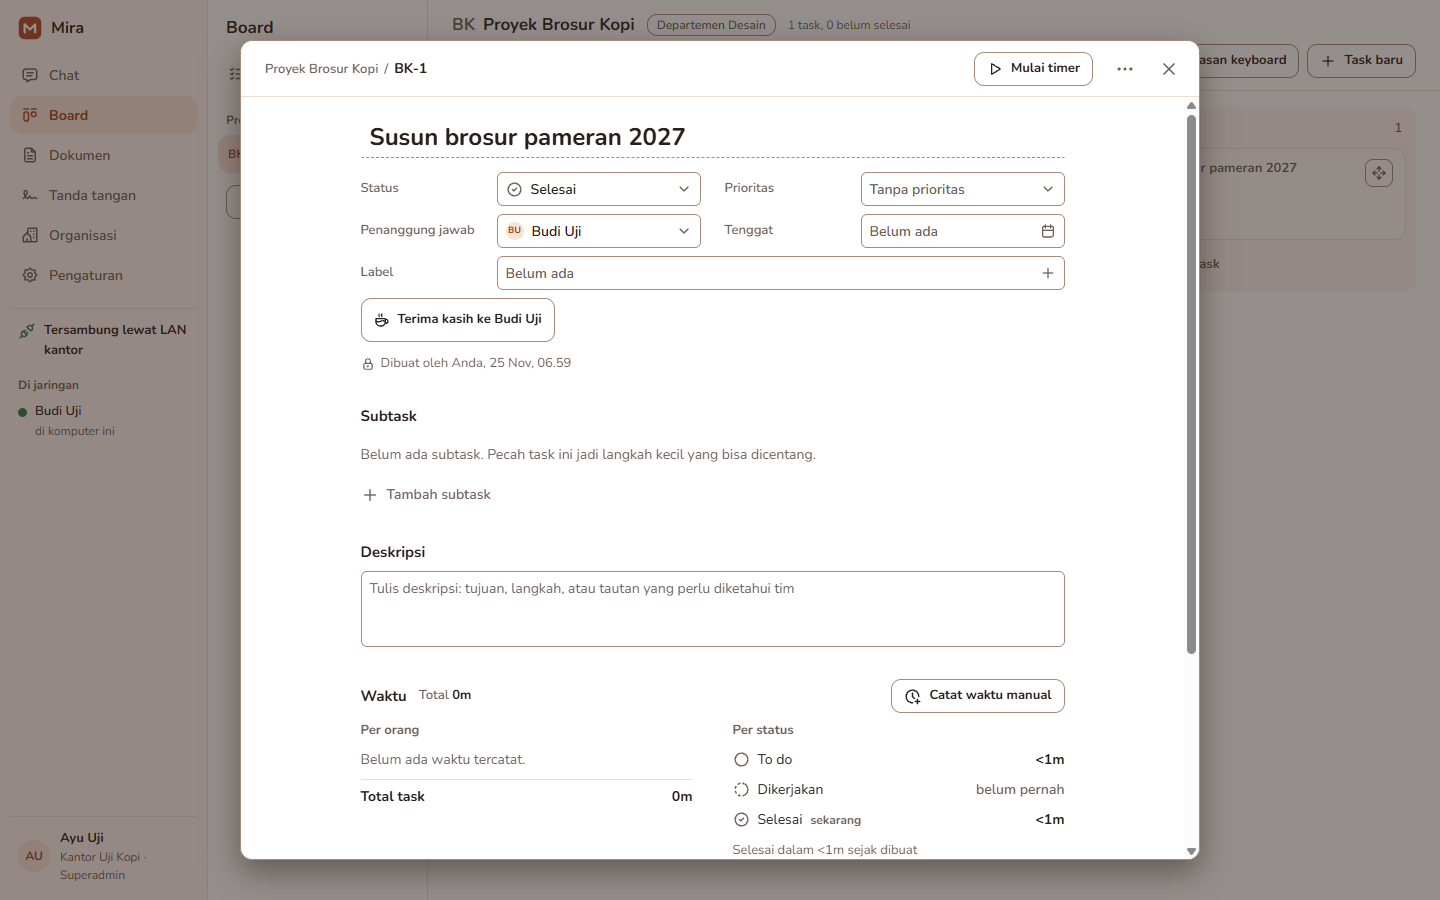 Mira
Chat
Board
Dokumen
Tanda tangan
Organisasi
Pengaturan
Tersambung lewat LAN
kantor
Di jaringan
Budi Uji
di komputer ini
AU
Ayu Uji
Kantor Uji Kopi ·
Superadmin
Board
BK Proyek Brosur Kopi
Departemen Desain
1 task, 0 belum selesai
keyboard
Task baru
1
pameran 2027
Proyek Brosur Kopi / BK-1
Mulai timer
Susun brosur pameran 2027
Status
Selesai
Prioritas
Tanpa prioritas
Penanggung jawab
BU Budi Uji
Tenggat
Belum ada
Label
Belum ada
Terima kasih ke Budi Uji
Dibuat oleh Anda, 25 Nov, 06.59
Subtask
Belum ada subtask. Pecah task ini jadi langkah kecil yang bisa dicentang.
Tambah subtask
Deskripsi
Tulis deskripsi: tujuan, langkah, atau tautan yang perlu diketahui tim
Waktu Total 0m
Catat waktu manual
Per orang
Belum ada waktu tercatat.
Total task 0m
Per status
To do <1m
Dikerjakan belum pernah
Selesai sekarang <1m
Selesai dalam <1m sejak dibuat